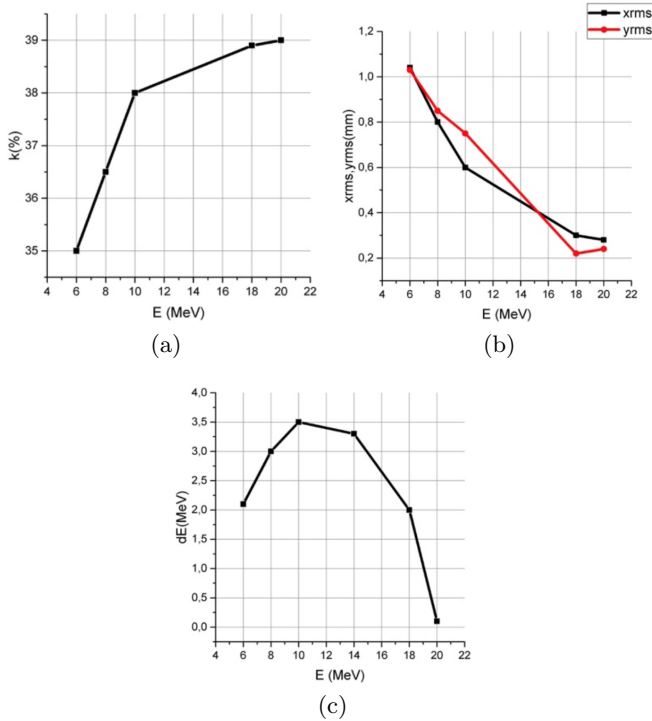 39
38
37
36
35
k(%)
4 6 8 10 12 14 16 18 20 22
E (MeV)
(a)
xrms
yrms
1,2
1,0
0,8
0,6
0,4
0,2
xrms,yrms(mm)
4 6 8 10 12 14 16 18 20 22
E (MeV)
(b)
4,0
3,5
3,0
2,5
2,0
1,5
1,0
0,5
0,0
dE(MeV)
4 6 8 10 12 14 16 18 20 22
E (MeV)
(c)